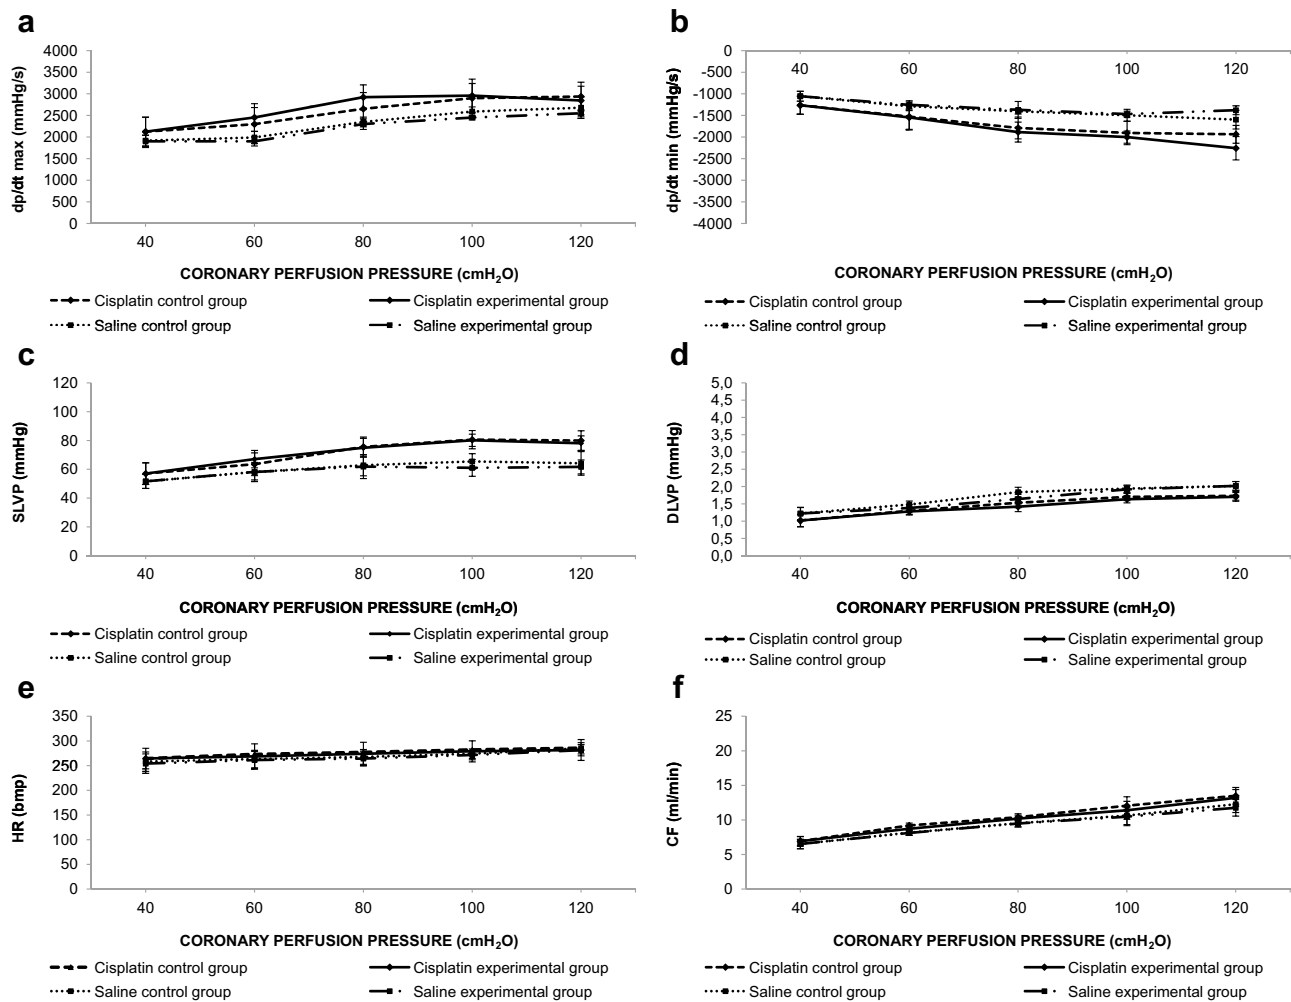 a
dp/dt max (mmHg/s)
4000
3500
3000
2500
2000
1500
1000
500
0
40 60 80 100 120
CORONARY PERFUSION PRESSURE (cmH₂O)
Cisplatin control group Cisplatin experimental group
Saline control group Saline experimental group
b
dp/dt min (mmHg/s)
0
-500
-1000
-1500
-2000
-2500
-3000
-3500
-4000
40 60 80 100 120
CORONARY PERFUSION PRESSURE (cmH₂O)
Cisplatin control group Cisplatin experimental group
Saline control group Saline experimental group
c
SLVP (mmHg)
120
100
80
60
40
20
0
40 60 80 100 120
CORONARY PERFUSION PRESSURE (cmH₂O)
Cisplatin control group Cisplatin experimental group
Saline control group Saline experimental group
d
DLVP (mmHg)
5,0
4,5
4,0
3,5
3,0
2,5
2,0
1,5
1,0
0,5
0,0
40 60 80 100 120
CORONARY PERFUSION PRESSURE (cmH₂O)
Cisplatin control group Cisplatin experimental group
Saline control group Saline experimental group
e
HR (bmp)
350
300
250
200
150
100
50
0
40 60 80 100 120
CORONARY PERFUSION PRESSURE (cmH₂O)
Cisplatin control group Cisplatin experimental group
Saline control group Saline experimental group
f
CF (ml/min)
25
20
15
10
5
0
40 60 80 100 120
CORONARY PERFUSION PRESSURE (cmH₂O)
Cisplatin control group Cisplatin experimental group
Saline control group Saline experimental group